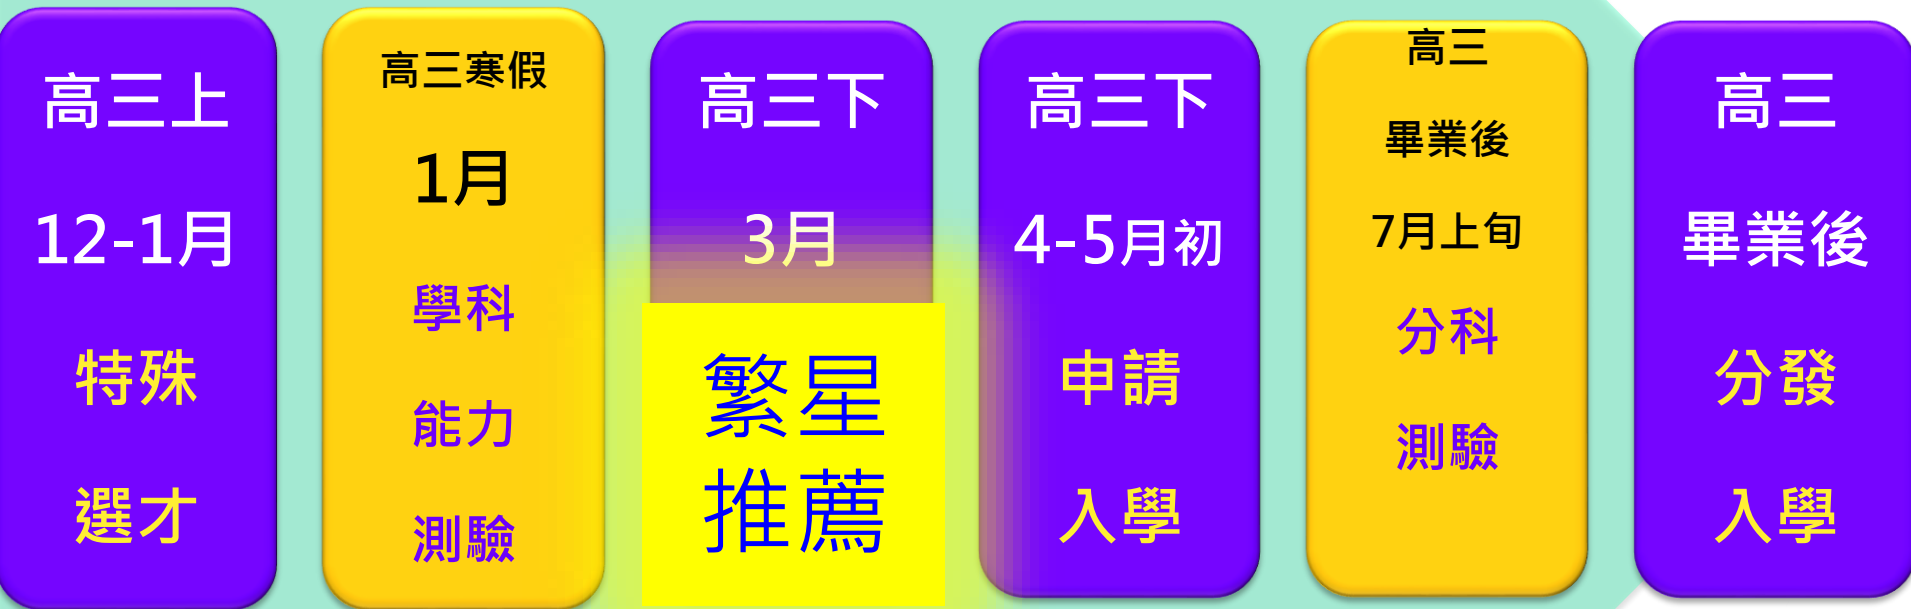 高三上
12-1月
特殊
選才
高三寒假
1月
學科
能力
測驗
高三下
3月
繁星
推薦
高三下
4-5月初
申請
入學
高三
畢業後
7月上旬
分科
測驗
高三
畢業後
分發
入學